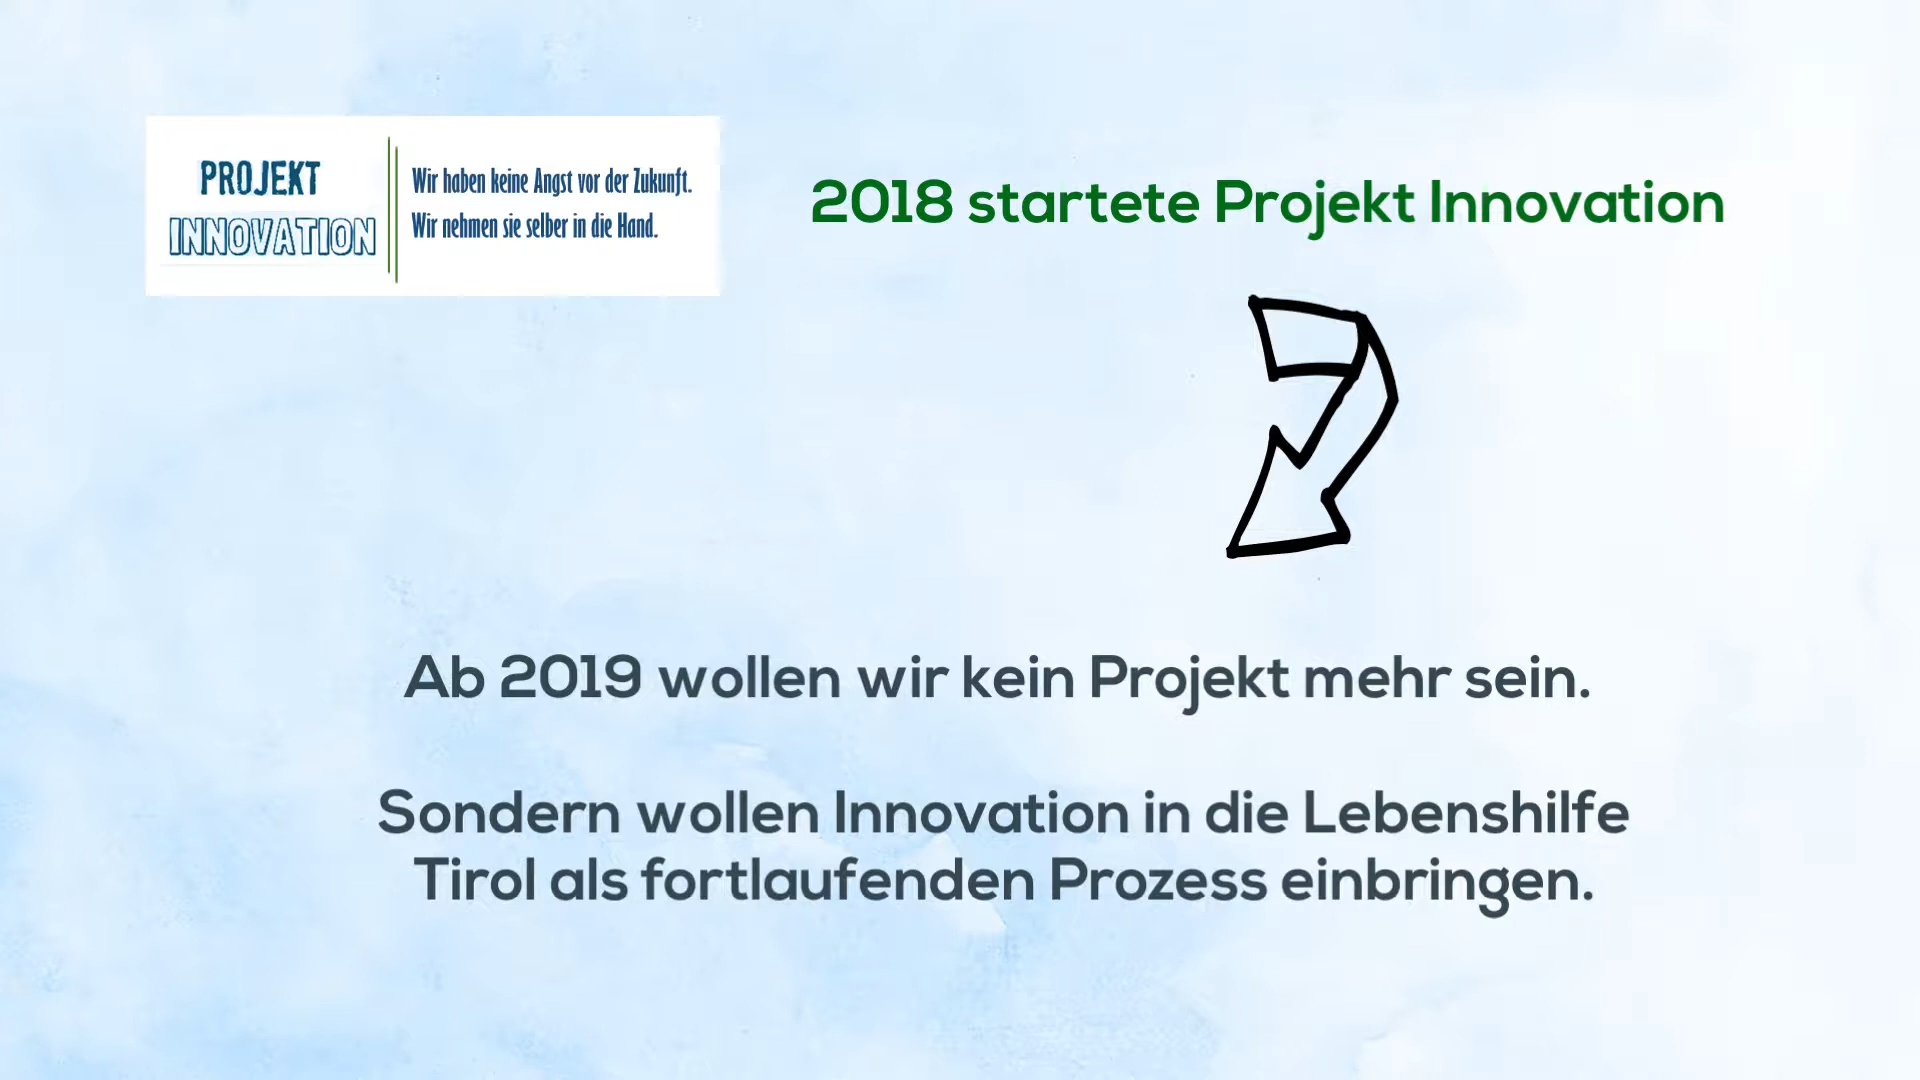 PROJEKT
INNOVATION
Wir haben keine Angst vor der Zukunft.
Wir nehmen sie selber in die Hand.
2018 startete Projekt Innovation
Ab 2019 wollen wir kein Projekt mehr sein.
Sondern wollen Innovation in die Lebenshilfe
Tirol als fortlaufenden Prozess einbringen.